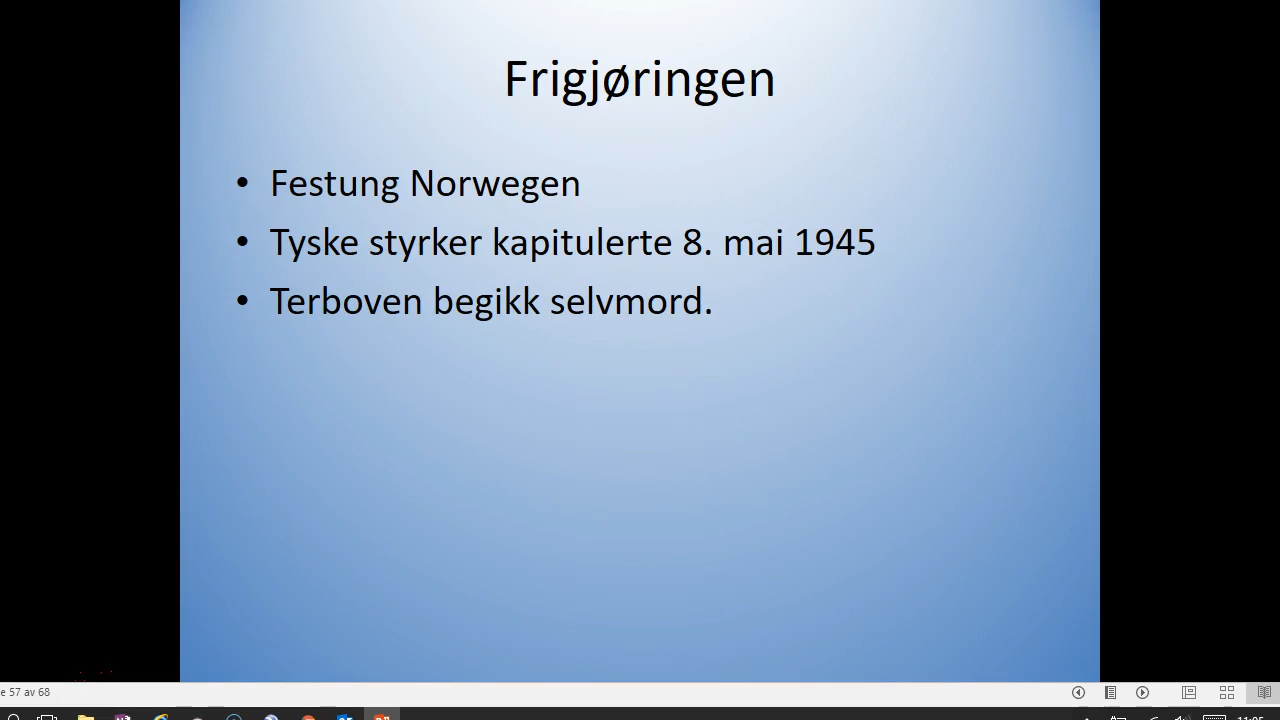 Frigjøringen
• Festung Norwegen
• Tyske styrker kapitulerte 8. mai 1945
• Terboven begikk selvmord.
57 av 68